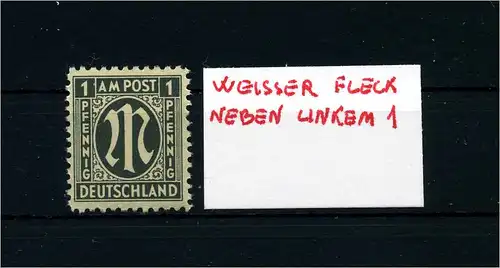 1 AM POST 1
PFENNIG M PFENNIG
DEUTSCHLAND
WEISSER FLECK
NEBEN LINKEM 1